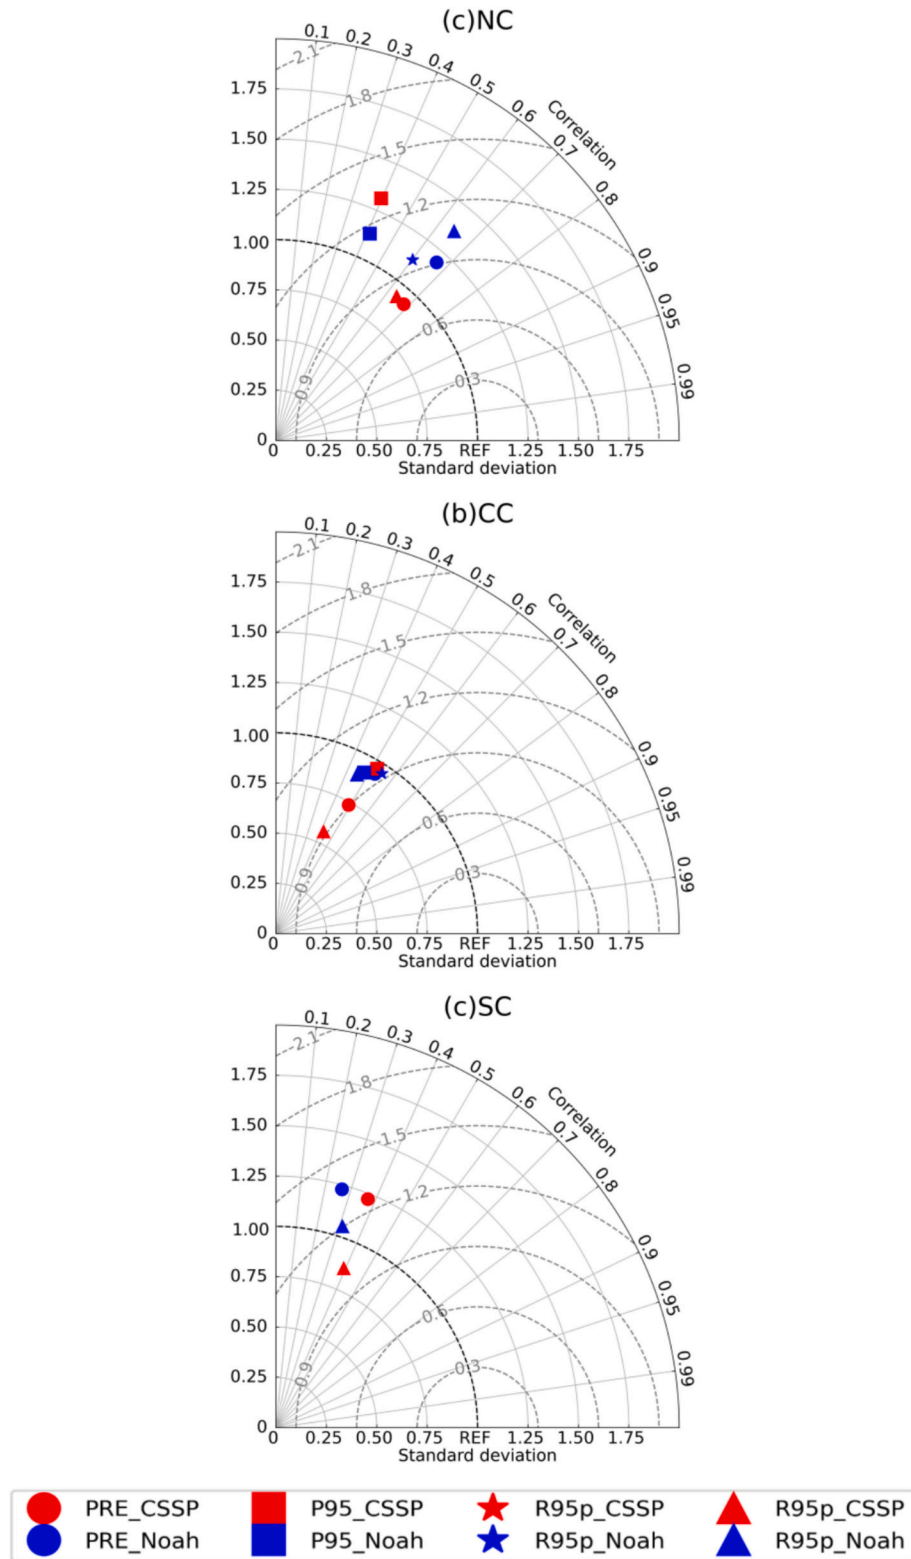 (c)NC
0.1 0.2 0.3 0.4 0.5 0.6 0.7 0.8 0.9 0.95 0.99
Correlation
2.1 1.8 1.5 1.2 0.9 0.6 0.3
1.75
1.50
1.25
1.00
0.75
0.50
0.25
0
0 0.25 0.50 0.75 REF 1.25 1.50 1.75
Standard deviation
(b)CC
0.1 0.2 0.3 0.4 0.5 0.6 0.7 0.8 0.9 0.95 0.99
Correlation
2.1 1.8 1.5 1.2 0.9 0.6 0.3
1.75
1.50
1.25
1.00
0.75
0.50
0.25
0
0 0.25 0.50 0.75 REF 1.25 1.50 1.75
Standard deviation
(c)SC
0.1 0.2 0.3 0.4 0.5 0.6 0.7 0.8 0.9 0.95 0.99
Correlation
2.1 1.8 1.5 1.2 0.9 0.6 0.3
1.75
1.50
1.25
1.00
0.75
0.50
0.25
0
0 0.25 0.50 0.75 REF 1.25 1.50 1.75
Standard deviation
PRE_CSSP P95_CSSP R95p_CSSP R95p_CSSP
PRE_Noah P95_Noah R95p_Noah R95p_Noah